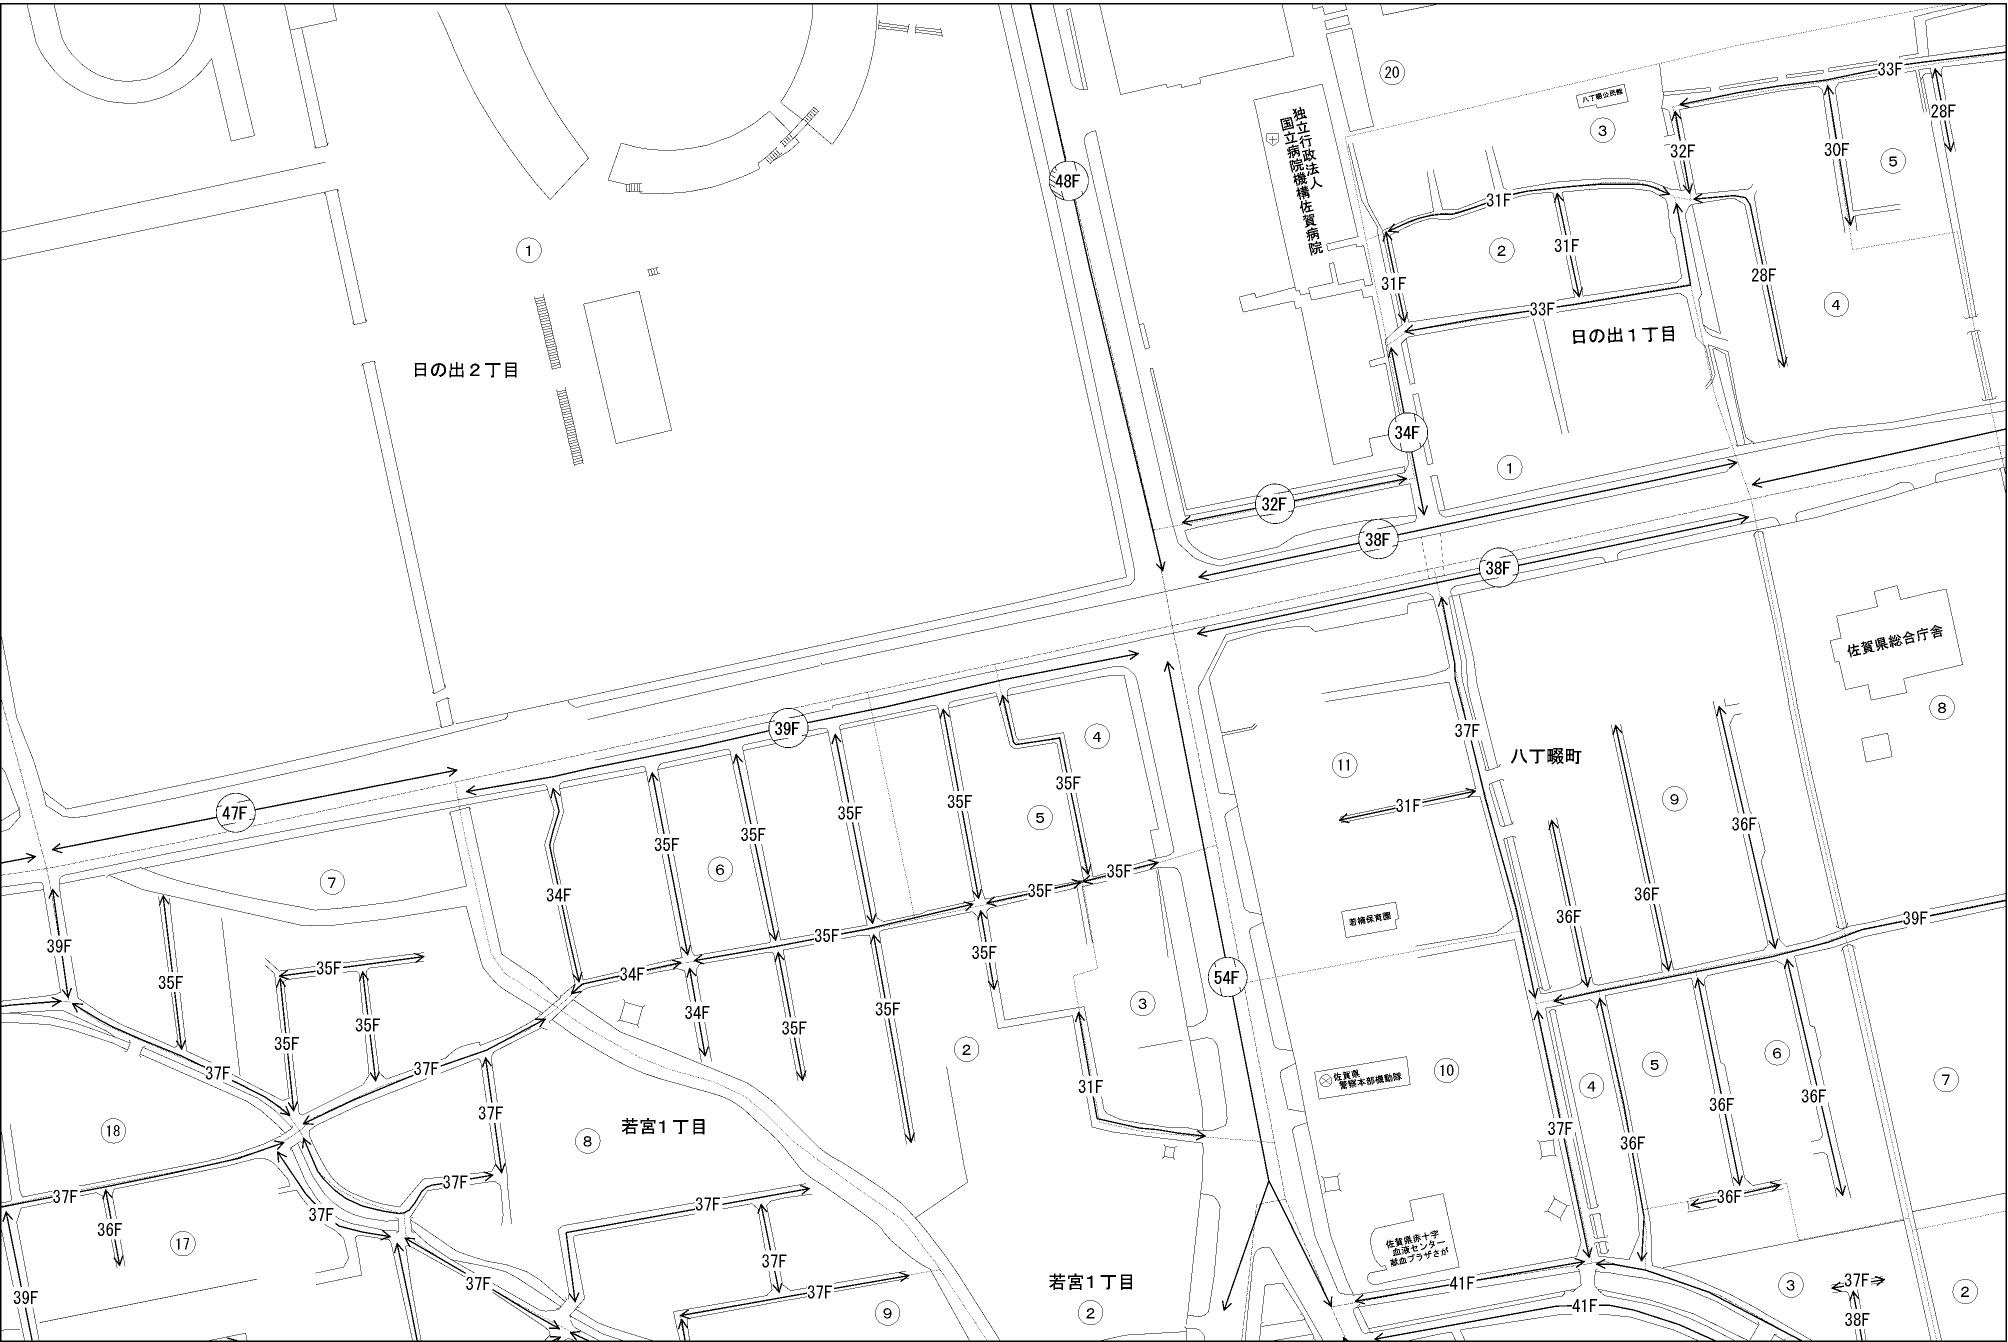 20
33F
八丁畷公民館
28F
3
30F
32F
5
48F
独立行政法人
国立病院機構佐賀病院
31F
1
2
31F
31F
28F
4
33F
日の出1丁目
日の出2丁目
34F
1
32F
38F
38F
佐賀県総合庁舎
8
39F
4
37F
八丁畷町
11
9
35F
31F
47F
35F
35F
35F
35F
5
36F
6
7
35F
35F
34F
36F
36F
若楠保育園
39F
35F
39F
35F
35F
34F
35F
54F
35F
34F
35F
35F
3
35F
35F
2
37F
37F
31F
佐賀県
警察本部機動隊
10
4
5
6
7
36F
36F
18
37F
8
若宮1丁目
37F
36F
37F
37F
36F
37F
36F
37F
17
37F
佐賀県赤十字
血液センター
献血プラザさが
37F
37F
若宮1丁目
41F
37F
39F
37F
9
2
41F
3
38F
2